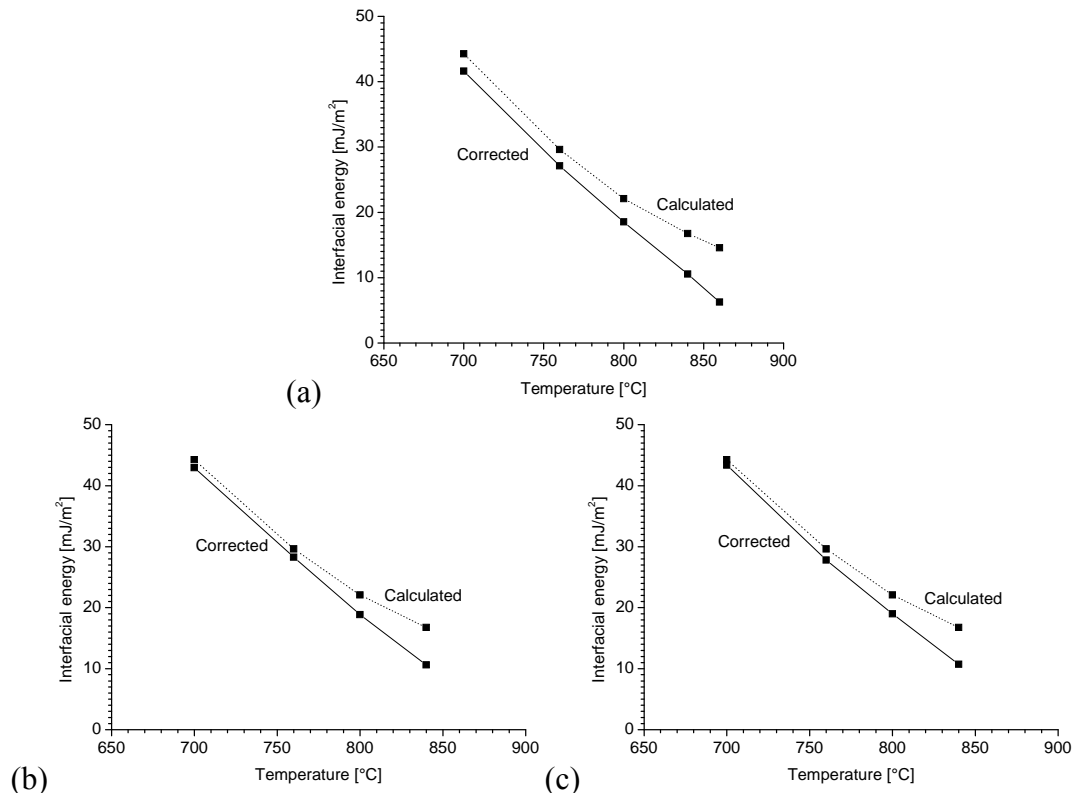 50
40
30
20
10
0
Interfacial energy [mJ/m²]
Corrected
Calculated
650 700 750 800 850 900
Temperature [°C]
(a)
50
40
30
20
10
0
Interfacial energy [mJ/m²]
Corrected
Calculated
650 700 750 800 850 900
Temperature [°C]
(b)
50
40
30
20
10
0
Interfacial energy [mJ/m²]
Corrected
Calculated
650 700 750 800 850 900
Temperature [°C]
(c)